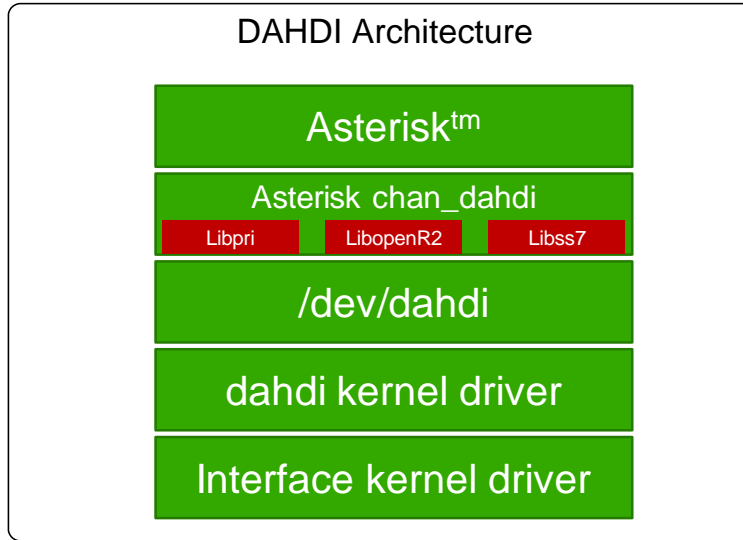 DAHDI Architecture
Asterisk™
Asterisk chan_dahdi
Libpri LibopenR2 Libss7
/dev/dahdi
dahdi kernel driver
Interface kernel driver